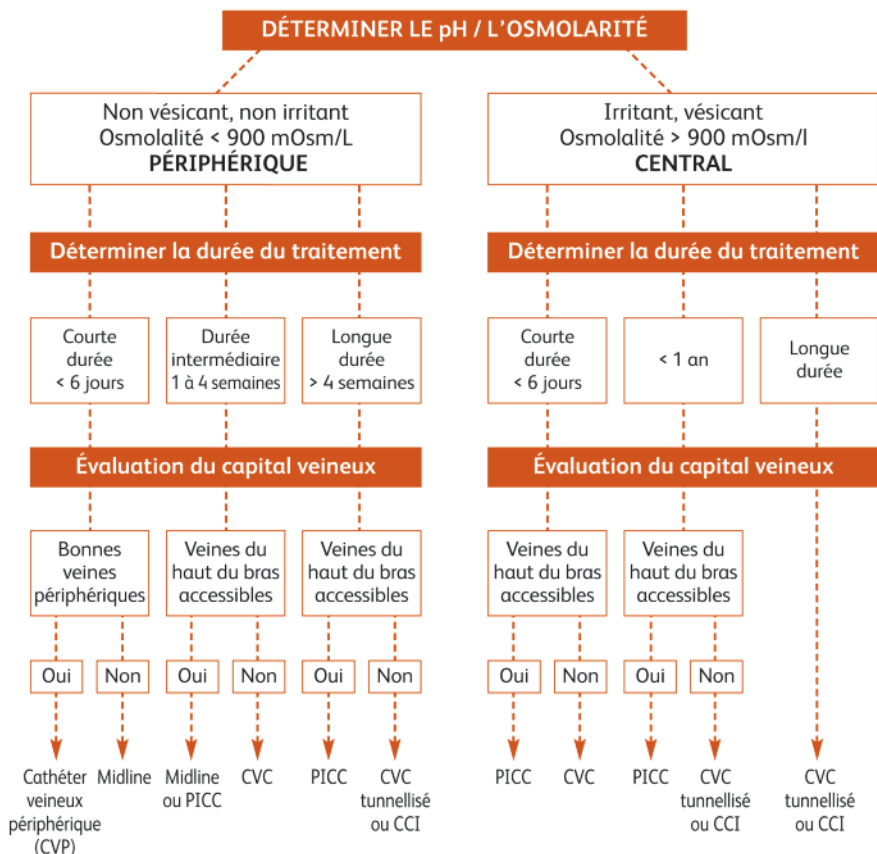 DÉTERMINER LE pH / L'OSMOLARITÉ
Non vésicant, non irritant
Osmolalité < 900 mOsm/L
PÉRIPHÉRIQUE
Irritant, vésicant
Osmolalité > 900 mOsm/l
CENTRAL
Déterminer la durée du traitement
Déterminer la durée du traitement
Courte
durée
< 6 jours
Durée
intermédiaire
1 à 4 semaines
Longue
durée
> 4 semaines
Courte
durée
< 6 jours
< 1 an
Longue
durée
Évaluation du capital veineux
Évaluation du capital veineux
Bonnes
veines
périphériques
Veines du
haut du bras
accessibles
Veines du
haut du bras
accessibles
Veines du
haut du bras
accessibles
Veines du
haut du bras
accessibles
Oui
Non
Oui
Non
Oui
Non
Oui
Non
Oui
Non
Cathéter
veineux
périphérique
(CVP)
Midline
Midline
ou PICC
CVC
PICC
CVC
tunnellisé
ou CCI
PICC
CVC
PICC
CVC
tunnellisé
ou CCI
CVC
tunnellisé
ou CCI